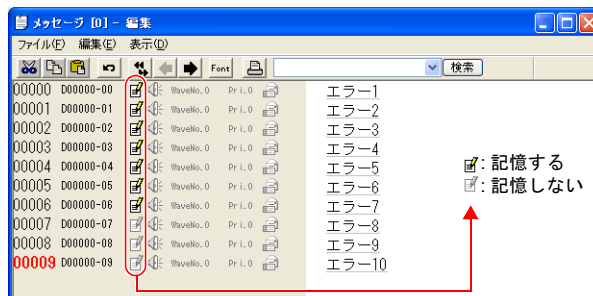 メッセージ [0] - 編集
ファイル(F) 編集(E) 表示(D)
Font 検索
00000 D00000-00 WaveNo.0 Pri.0 エラー1
00001 D00000-01 WaveNo.0 Pri.0 エラー2
00002 D00000-02 WaveNo.0 Pri.0 エラー3
00003 D00000-03 WaveNo.0 Pri.0 エラー4
00004 D00000-04 WaveNo.0 Pri.0 エラー5
00005 D00000-05 WaveNo.0 Pri.0 エラー6
00006 D00000-06 WaveNo.0 Pri.0 エラー7
00007 D00000-07 WaveNo.0 Pri.0 エラー8
00008 D00000-08 WaveNo.0 Pri.0 エラー9
00009 D00000-09 WaveNo.0 Pri.0 エラー10
: 記憶する
: 記憶しない